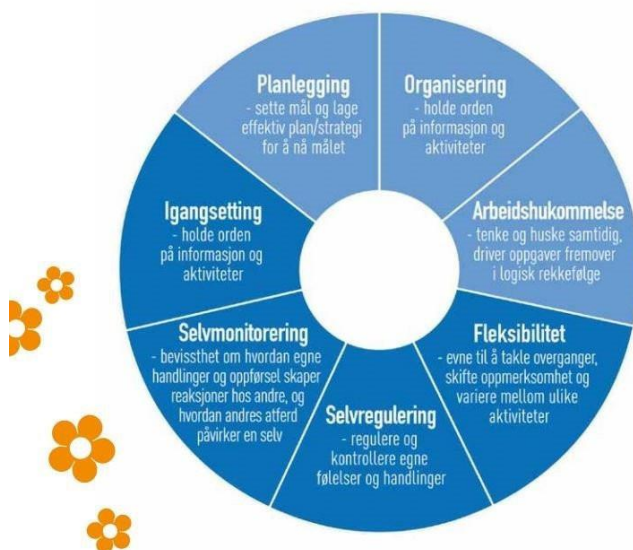 Planlegging
- sette mål og lage
effektiv plan/strategi
for å nå målet
Organisering
- holde orden
på informasjon og
aktiviteter
Arbeidshukommelse
- tenke og huske samtidig,
driver oppgaver fremover
i logisk rekkefølge
Fleksibilitet
- evne til å takle overganger,
skifte oppmerksomhet og
variere mellom ulike
aktiviteter
Selvregulering
- regulere og
kontrollere egne
følelser og handlinger
Selvmonitorering
- bevissthet om hvordan egne
handlinger og oppførsel skaper
reaksjoner hos andre, og
hvordan andres atferd
påvirker en selv
Igangsetting
- holde orden
på informasjon og
aktiviteter